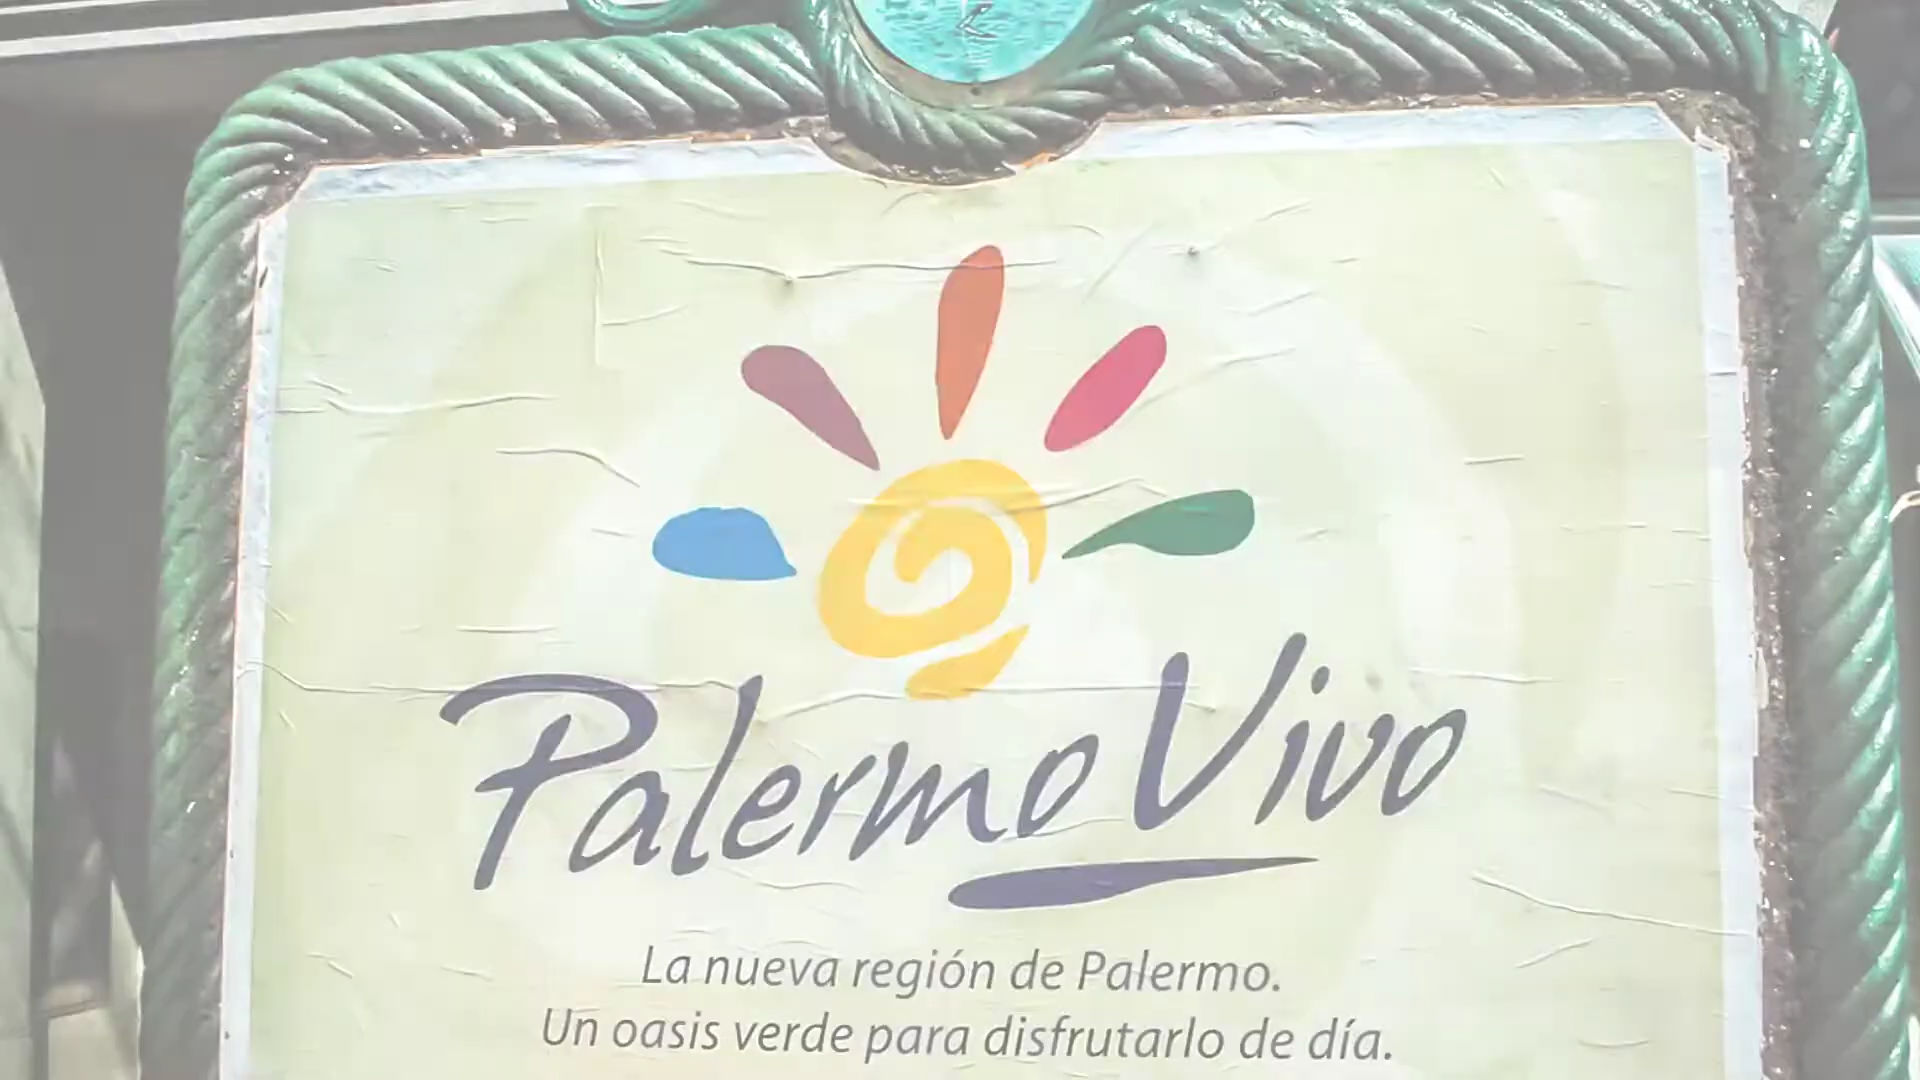 Palermo Vivo
La nueva región de Palermo.
Un oasis verde para disfrutarlo de día.